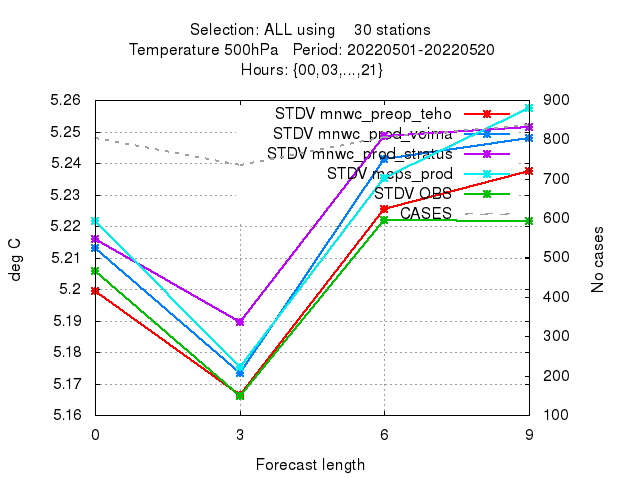 Selection: ALL using 30 stations
Temperature 500hPa Period: 20220501-20220520
Hours: {00,03,...,21}
5.26
5.25
5.24
5.23
5.22
5.21
5.2
5.19
5.18
5.17
5.16
deg C
STDV mnwc_preop_teho
STDV mnwc_prod_voima
STDV mnwc_prod_stratus
STDV meps_prod
STDV OBS
CASES
900
800
700
600
500
400
300
200
100
No cases
0 3 6 9
Forecast length